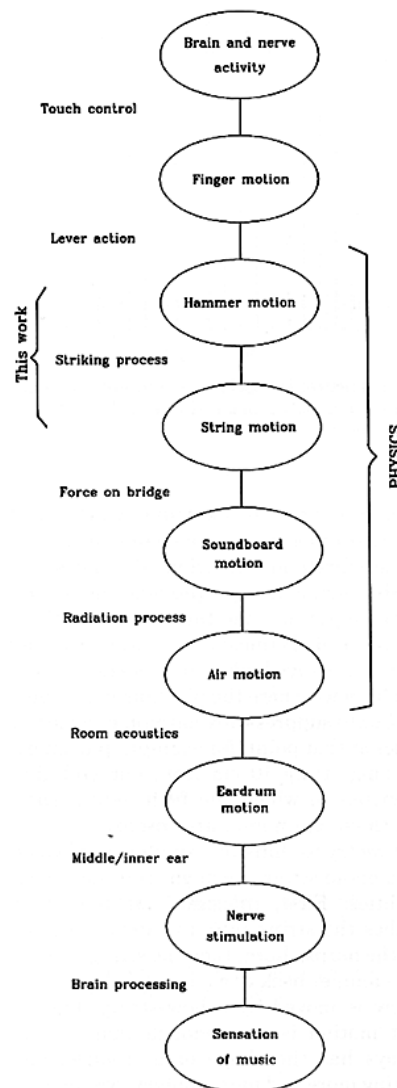 Brain and nerve
activity
Touch control
Finger motion
Lever action
Hammer motion
This work
Striking process
PHYSICS
String motion
Force on bridge
Soundboard
motion
Radiation process
Air motion
Room acoustics
Eardrum
motion
Middle/inner ear
Nerve
stimulation
Brain processing
Sensation
of music